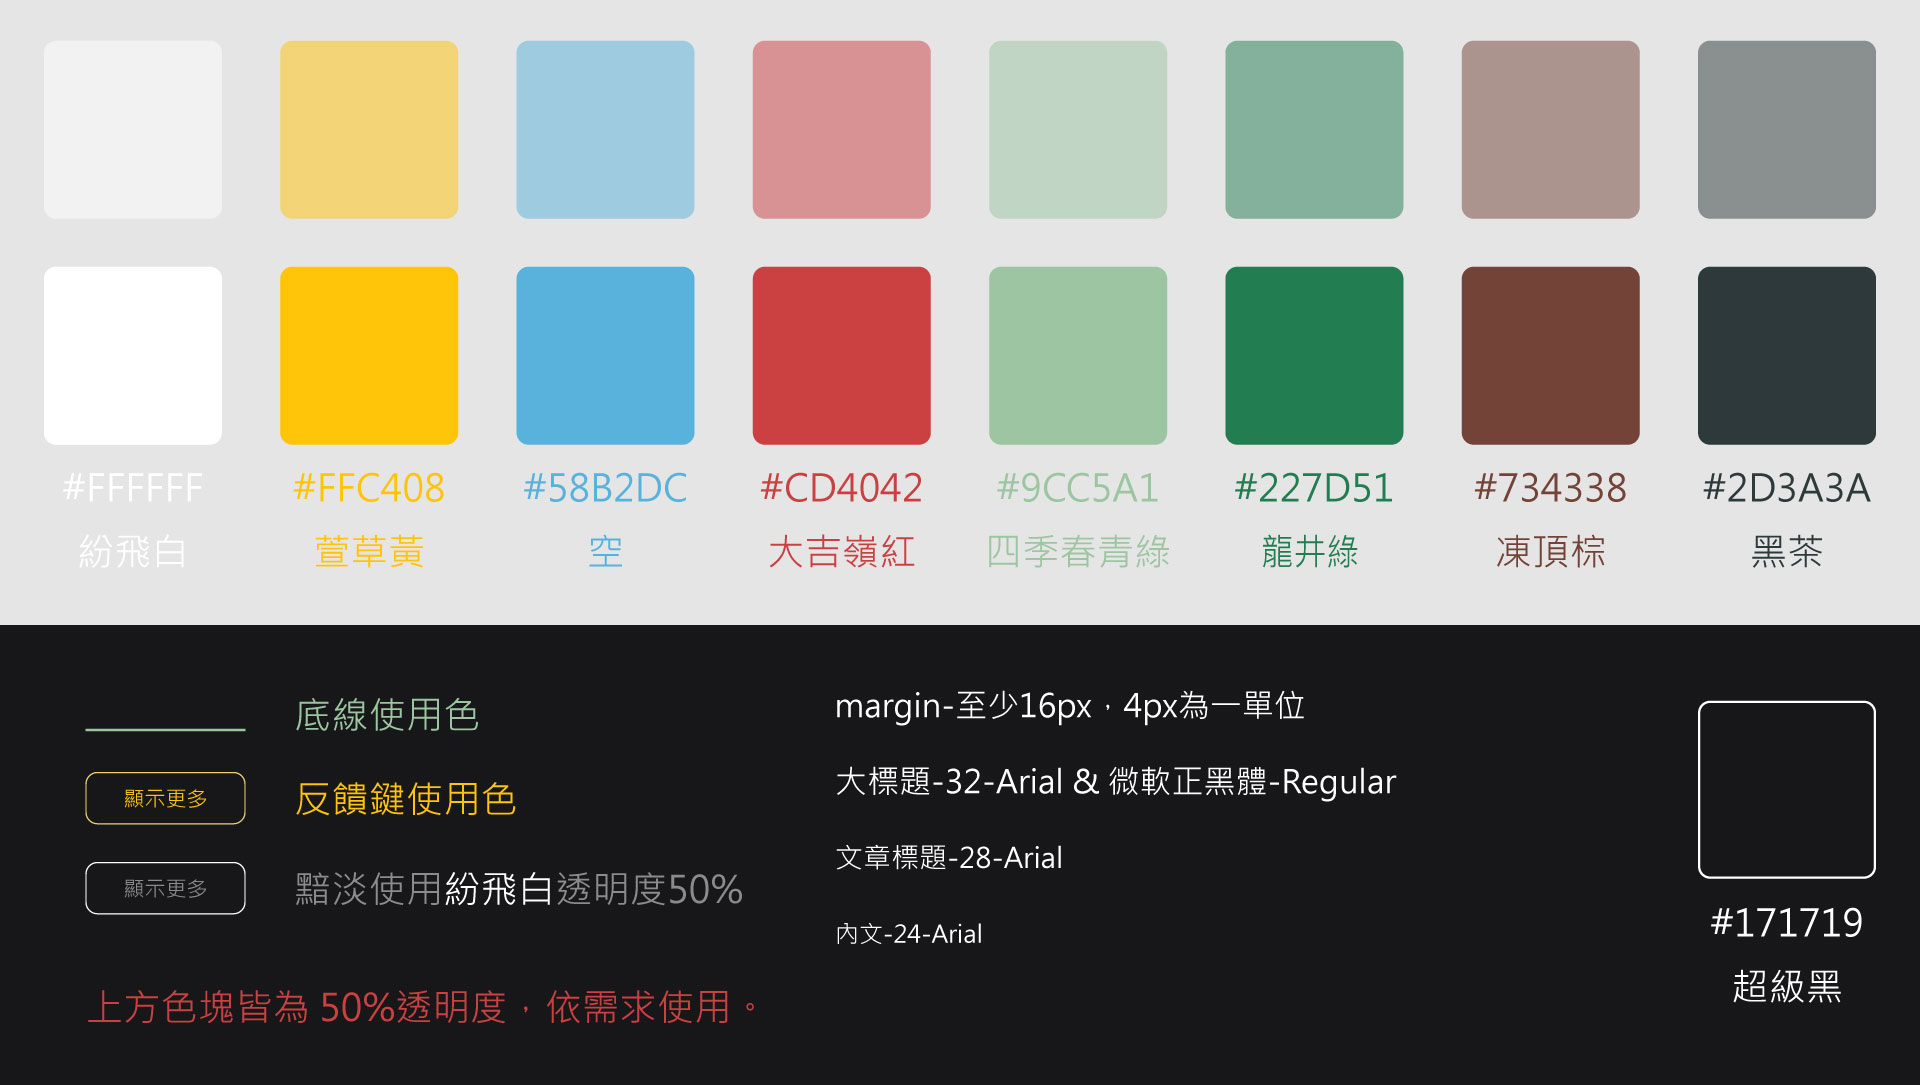 #FFFFFF
#FFC408
#58B2DC
#CD4042
#9CC5A1
#227D51
#734338
#2D3A3A
紛飛白
萱草黃
空
大吉嶺紅
四季春青綠
龍井綠
凍頂棕
黑茶
底線使用色
顯示更多
反饋鍵使用色
顯示更多
黯淡使用紛飛白透明度50%
上方色塊皆為 50%透明度，依需求使用。
margin-至少16px，4px為一單位
大標題-32-Arial & 微軟正黑體-Regular
文章標題-28-Arial
內文-24-Arial
#171719
超級黑